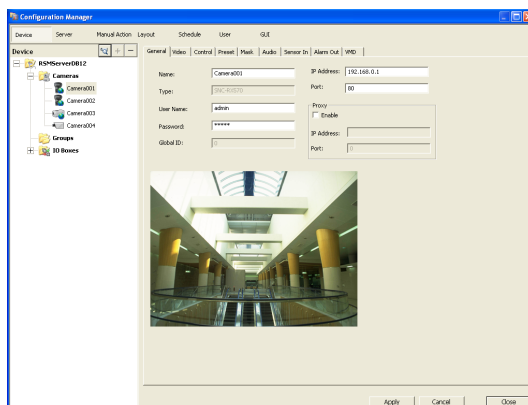 Configuration Manager
Device Server Manual Action Layout Schedule User GUI
Device + −
General Video Control Preset Mask Audio Sensor In Alarm Out VMD
RSMServerDB12
Cameras
Camera001
Camera002
Camera003
Camera004
Groups
IO Boxes
Name: Camera001
Type:
User Name: admin
Password: *****
Global ID: 0
IP Address: 192.168.0.1
Port: 80
Proxy
Enable
IP Address:
Port: 0
Apply Cancel Close